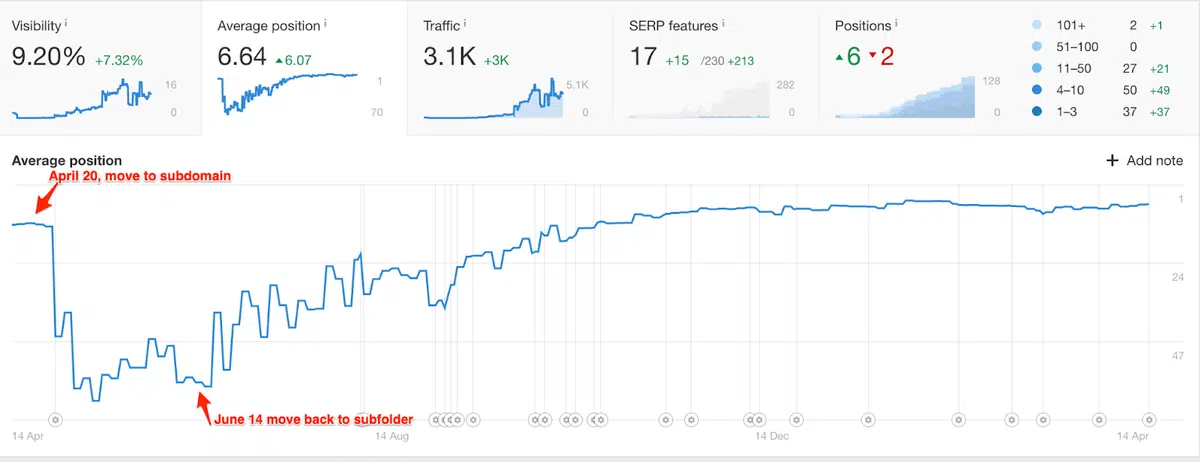 Visibility i
9.20% +7.32%
16
0
Average position i
6.64 6.07
1
70
Traffic i
3.1K +3K
5.1K
0
SERP features i
17 +15 /230 +213
282
0
Positions i
6 2
128
0
101+ 2 +1
51–100 0
11–50 27 +21
4–10 50 +49
1–3 37 +37
Average position
+ Add note
April 20, move to subdomain
1
24
47
June 14 move back to subfolder
14 Apr 14 Aug 14 Dec 14 Apr